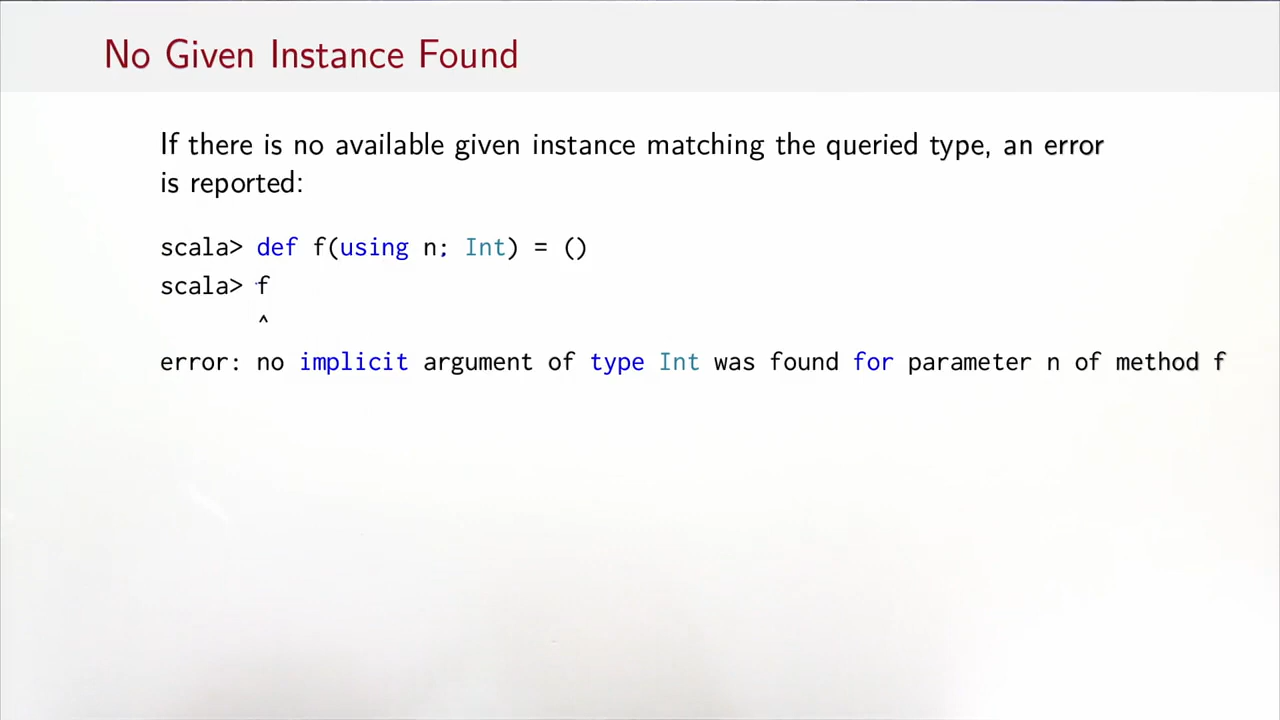 No Given Instance Found
If there is no available given instance matching the queried type, an error
is reported:
scala> def f(using n; Int) = ()
scala> f
^
error: no implicit argument of type Int was found for parameter n of method f